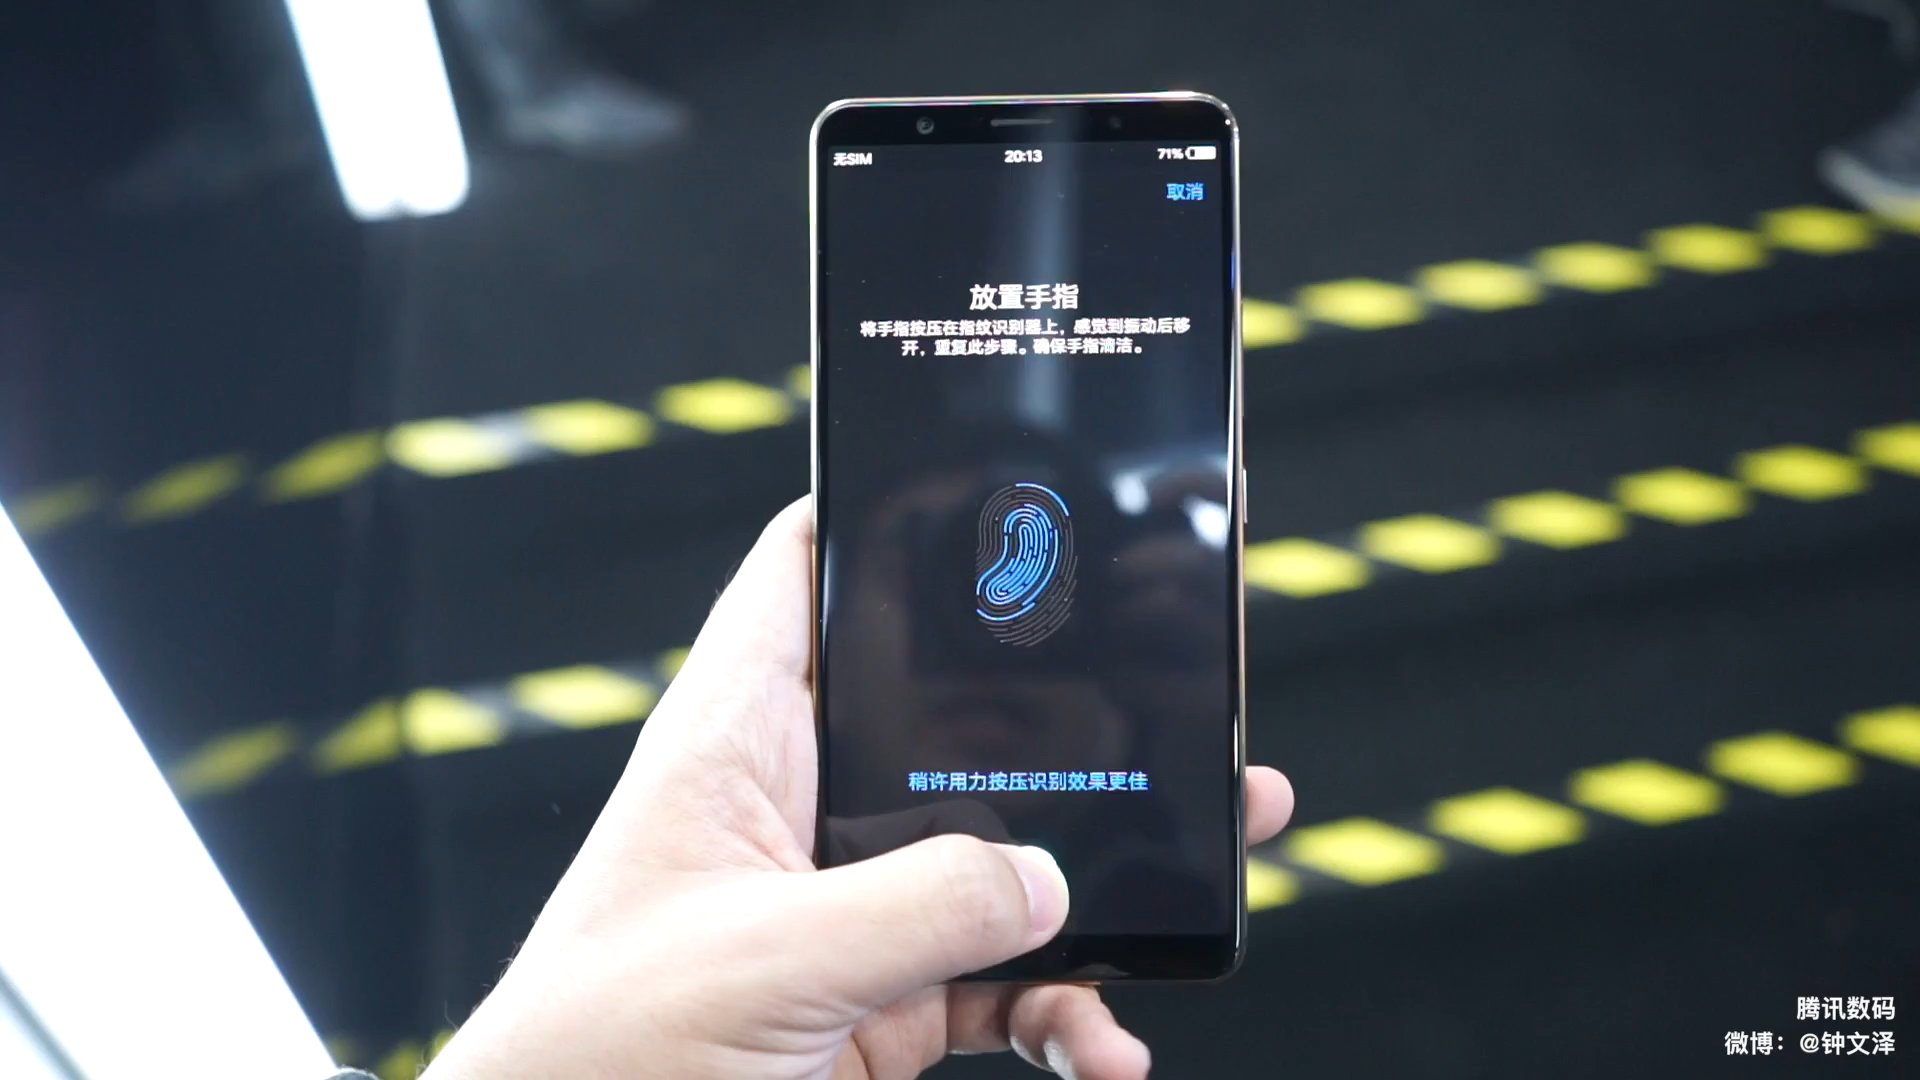 无SIM 20:13 71%
取消
放置手指
将手指按压在指纹识别器上，感觉到振动后移
开，重复此步骤。确保手指清洁。
稍许用力按压识别效果更佳
腾讯数码
微博：@钟文泽